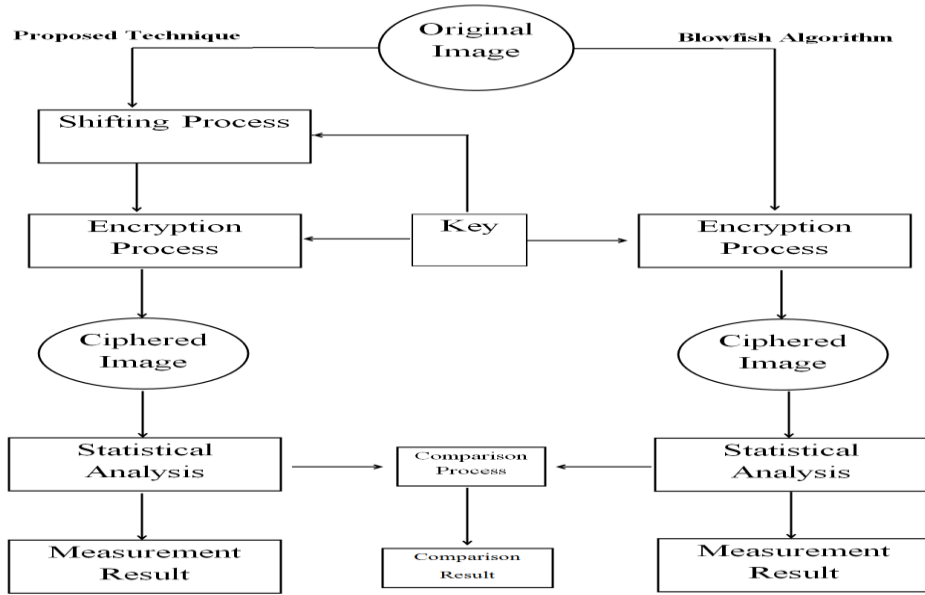 Original
Image
Proposed Technique
Blowfish Algorithm
Shifting Process
Encryption
Process
Key
Encryption
Process
Ciphered
Image
Ciphered
Image
Statistical
Analysis
Comparison
Process
Statistical
Analysis
Measurement
Result
Comparison
Result
Measurement
Result